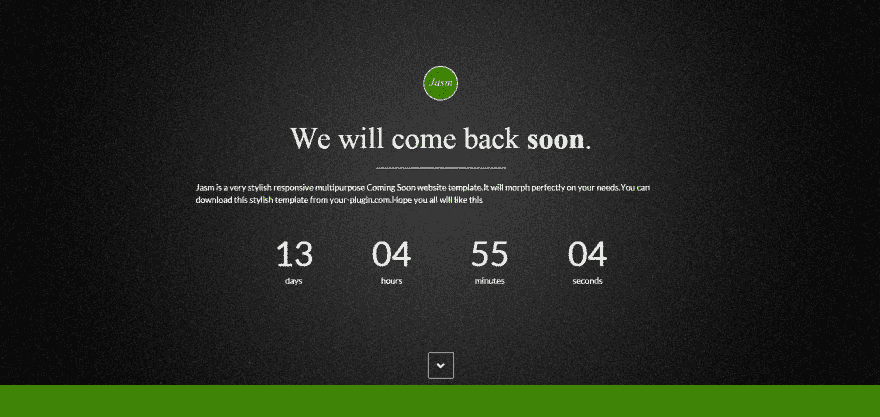 Jasm
We will come back soon.
Jasm is a very stylish responsive multipurpose Coming Soon website template.It will morph perfectly on your needs.You can
download this stylish template from your-plugin.com.Hope you all will like this
13 04 55 04
days hours minutes seconds